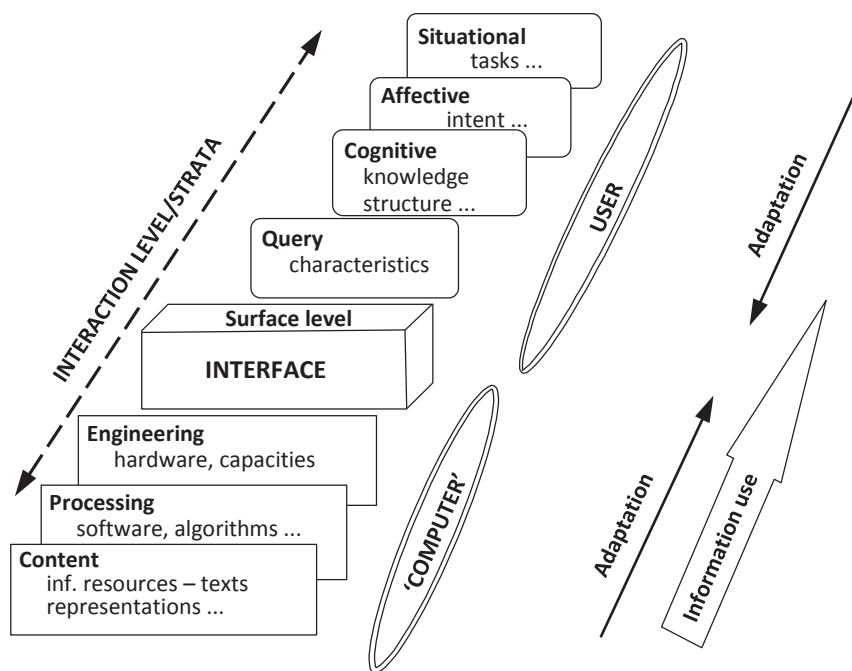 Situational
tasks ...
Affective
intent ...
Cognitive
knowledge
structure ...
Query
characteristics
Surface level
INTERFACE
Engineering
hardware, capacities
Processing
software, algorithms ...
Content
inf. resources – texts
representations ...
INTERACTION LEVEL/STRATA
USER
'COMPUTER'
Adaptation
Adaptation
Information use